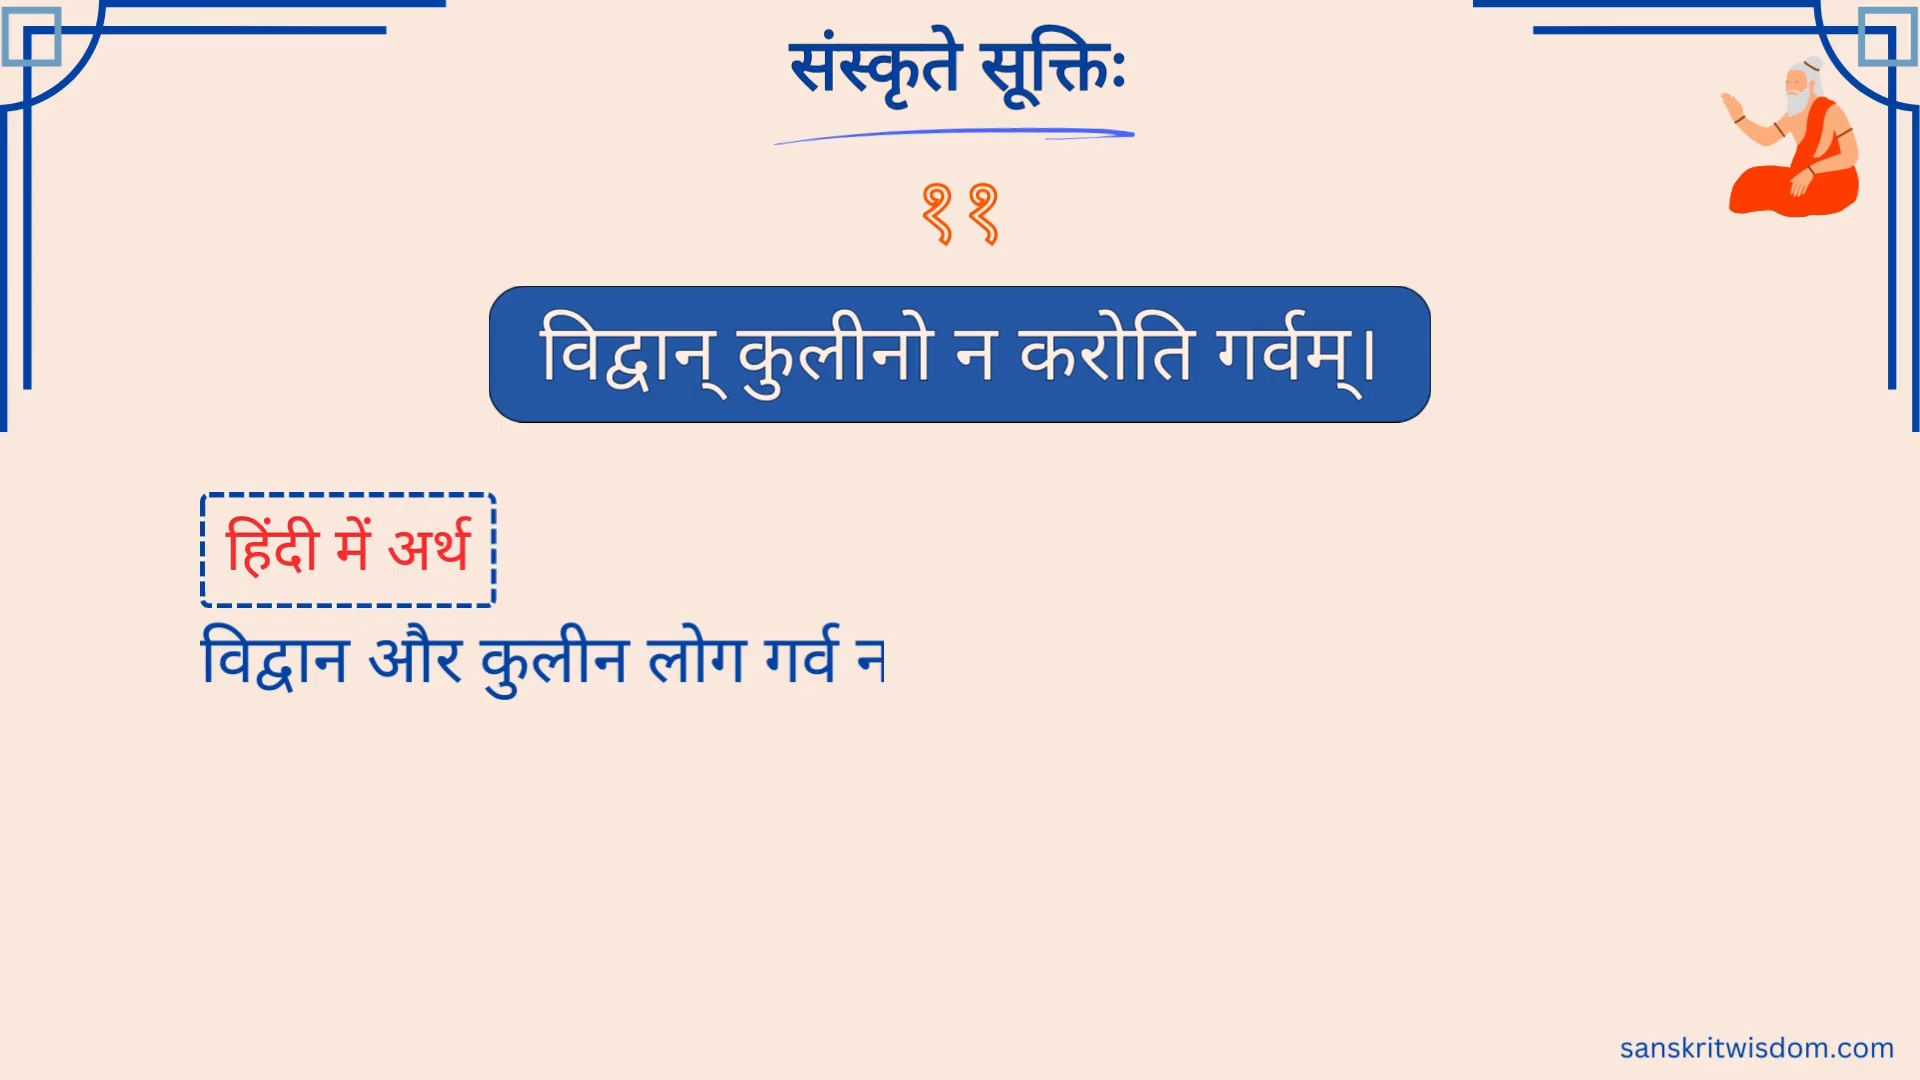 संस्कृते सूक्तिः
११
विद्वान् कुलीनो न करोति गर्वम्।
हिंदी में अर्थ
विद्वान और कुलीन लोग गर्व न
sanskritwisdom.com